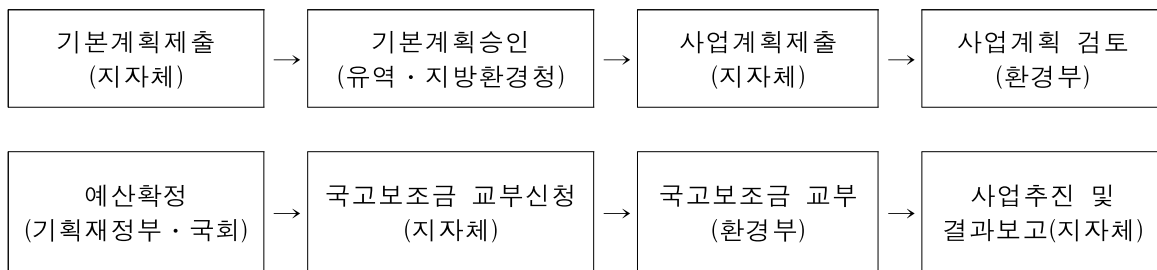 기본계획제출
(지자체)
→
기본계획승인
(유역・지방환경청)
→
사업계획제출
(지자체)
→
사업계획 검토
(환경부)
예산확정
(기획재정부・국회)
→
국고보조금 교부신청
(지자체)
→
국고보조금 교부
(환경부)
→
사업추진 및
결과보고(지자체)